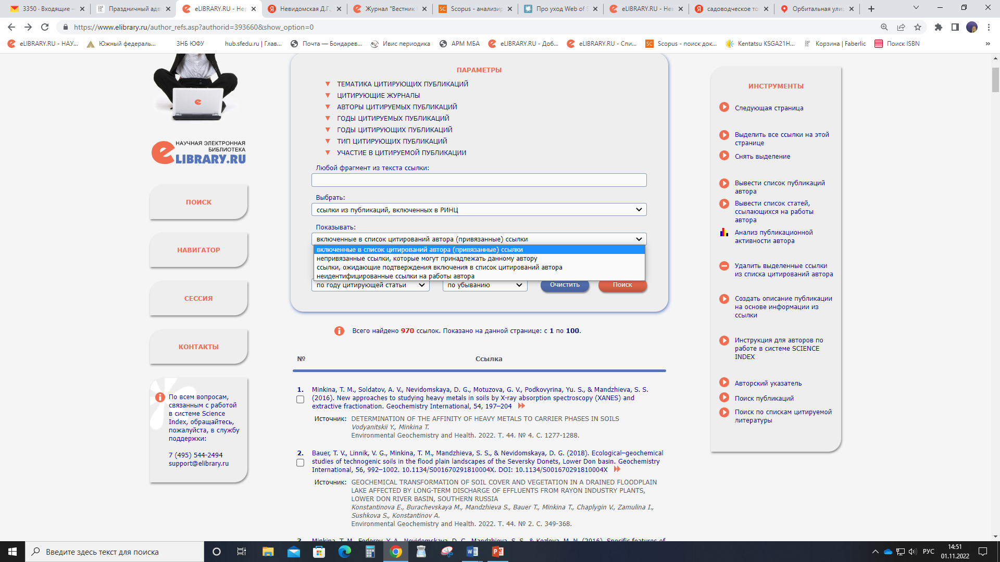 3350 · Входящие –
Праздничный адв
eLIBRARY.RU - Нев
Невидомская Д.Г.,
Журнал "Вестник
Scopus - анализир
Про уход Web of S
eLIBRARY.RU - Нев
садоводческое то
Орбитальная ули
https://www.elibrary.ru/author_refs.asp?authorid=393660&show_option=0
eLIBRARY.RU - НАУ...
Южный федераль...
ЗНБ ЮФУ
hub.sfedu.ru | Глав...
Почта — Бондарев...
Ивис периодика
АРМ МБА
eLIBRARY.RU - Доб...
eLIBRARY.RU - Спи...
Scopus - поиск док...
Kentatsu KSGA21H...
Корзина | Faberlic
Поиск ISBN
НАУЧНАЯ ЭЛЕКТРОННАЯ
БИБЛИОТЕКА
eLIBRARY.RU
ПОИСК
НАВИГАТОР
СЕССИЯ
КОНТАКТЫ
По всем вопросам,
связанным с работой
в системе Science
Index, обращайтесь,
пожалуйста, в службу
поддержки:
7 (495) 544-2494
support@elibrary.ru
ПАРАМЕТРЫ
ТЕМАТИКА ЦИТИРУЮЩИХ ПУБЛИКАЦИЙ
ЦИТИРУЮЩИЕ ЖУРНАЛЫ
АВТОРЫ ЦИТИРУЕМЫХ ПУБЛИКАЦИЙ
ГОДЫ ЦИТИРУЕМЫХ ПУБЛИКАЦИЙ
ГОДЫ ЦИТИРУЮЩИХ ПУБЛИКАЦИЙ
ТИП ЦИТИРУЮЩИХ ПУБЛИКАЦИЙ
УЧАСТИЕ В ЦИТИРУЕМОЙ ПУБЛИКАЦИИ
Любой фрагмент из текста ссылки:
Выбрать:
ссылки из публикаций, включенных в РИНЦ
Показывать:
включенные в список цитирований автора (привязанные) ссылки
включенные в список цитирований автора (привязанные) ссылки
непривязанные ссылки, которые могут принадлежать данному автору
ссылки, ожидающие подтверждения включения в список цитирований автора
неидентифицированные ссылки на работы автора
по году цитирующей статьи
по убыванию
Очистить
Поиск
Всего найдено 970 ссылок. Показано на данной странице: с 1 по 100.
№
Ссылка
1. Minkina, T. M., Soldatov, A. V., Nevidomskaya, D. G., Motuzova, G. V., Podkovyrina, Yu. S., & Mandzhieva, S. S.
(2016). New approaches to studying heavy metals in soils by X-ray absorption spectroscopy (XANES) and
extractive fractionation. Geochemistry International, 54, 197–204
Источник: DETERMINATION OF THE AFFINITY OF HEAVY METALS TO CARRIER PHASES IN SOILS
Vodyanitskii Y., Minkina T.
Environmental Geochemistry and Health. 2022. Т. 44. № 4. С. 1277-1288.
2. Bauer, T. V., Linnik, V. G., Minkina, T. M., Mandzhieva, S. S., & Nevidomskaya, D. G. (2018). Ecological–geochemical
studies of technogenic soils in the flood plain landscapes of the Seversky Donets, Lower Don basin. Geochemistry
International, 56, 992–1002. 10.1134/S001670291810004X. DOI: 10.1134/S001670291810004X
Источник: GEOCHEMICAL TRANSFORMATION OF SOIL COVER AND VEGETATION IN A DRAINED FLOODPLAIN
LAKE AFFECTED BY LONG-TERM DISCHARGE OF EFFLUENTS FROM RAYON INDUSTRY PLANTS,
LOWER DON RIVER BASIN, SOUTHERN RUSSIA
Konstantinova E., Burachevskaya M., Mandzhieva S., Bauer T., Minkina T., Chaplygin V., Zamulina I.,
Sushkova S., Konstantinov A.
Environmental Geochemistry and Health. 2022. Т. 44. № 2. С. 349-368.
3. Minkina, T. M., Fedorov, Y. A., Nevidomskaya, D. G., Mandzhieva, S. S., & Kozlova, M. N. (2016). Specific features of
ИНСТРУМЕНТЫ
Следующая страница
Выделить все ссылки на этой
странице
Снять выделение
Вывести список публикаций
автора
Вывести список статей,
ссылающихся на работы
автора
Анализ публикационной
активности автора
Удалить выделенные ссылки
из списка цитирований автора
Создать описание публикации
на основе информации из
ссылки
Инструкция для авторов по
работе в системе SCIENCE
INDEX
Авторский указатель
Поиск публикаций
Поиск по спискам цитируемой
литературы
Введите здесь текст для поиска
РУС
14:51
01.11.2022